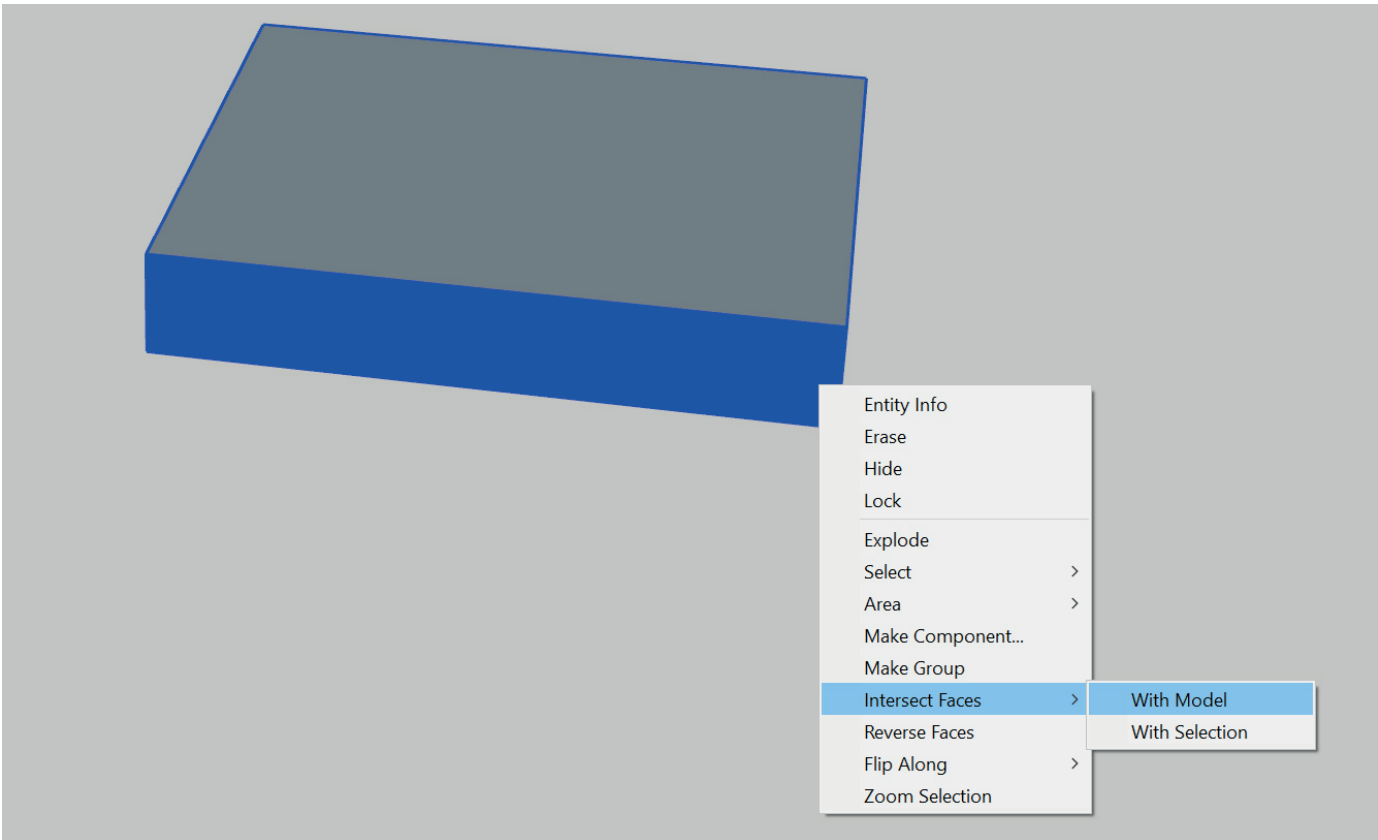 Entity Info
Erase
Hide
Lock
Explode
Select
Area
Make Component...
Make Group
Intersect Faces
With Model
Reverse Faces
With Selection
Flip Along
Zoom Selection